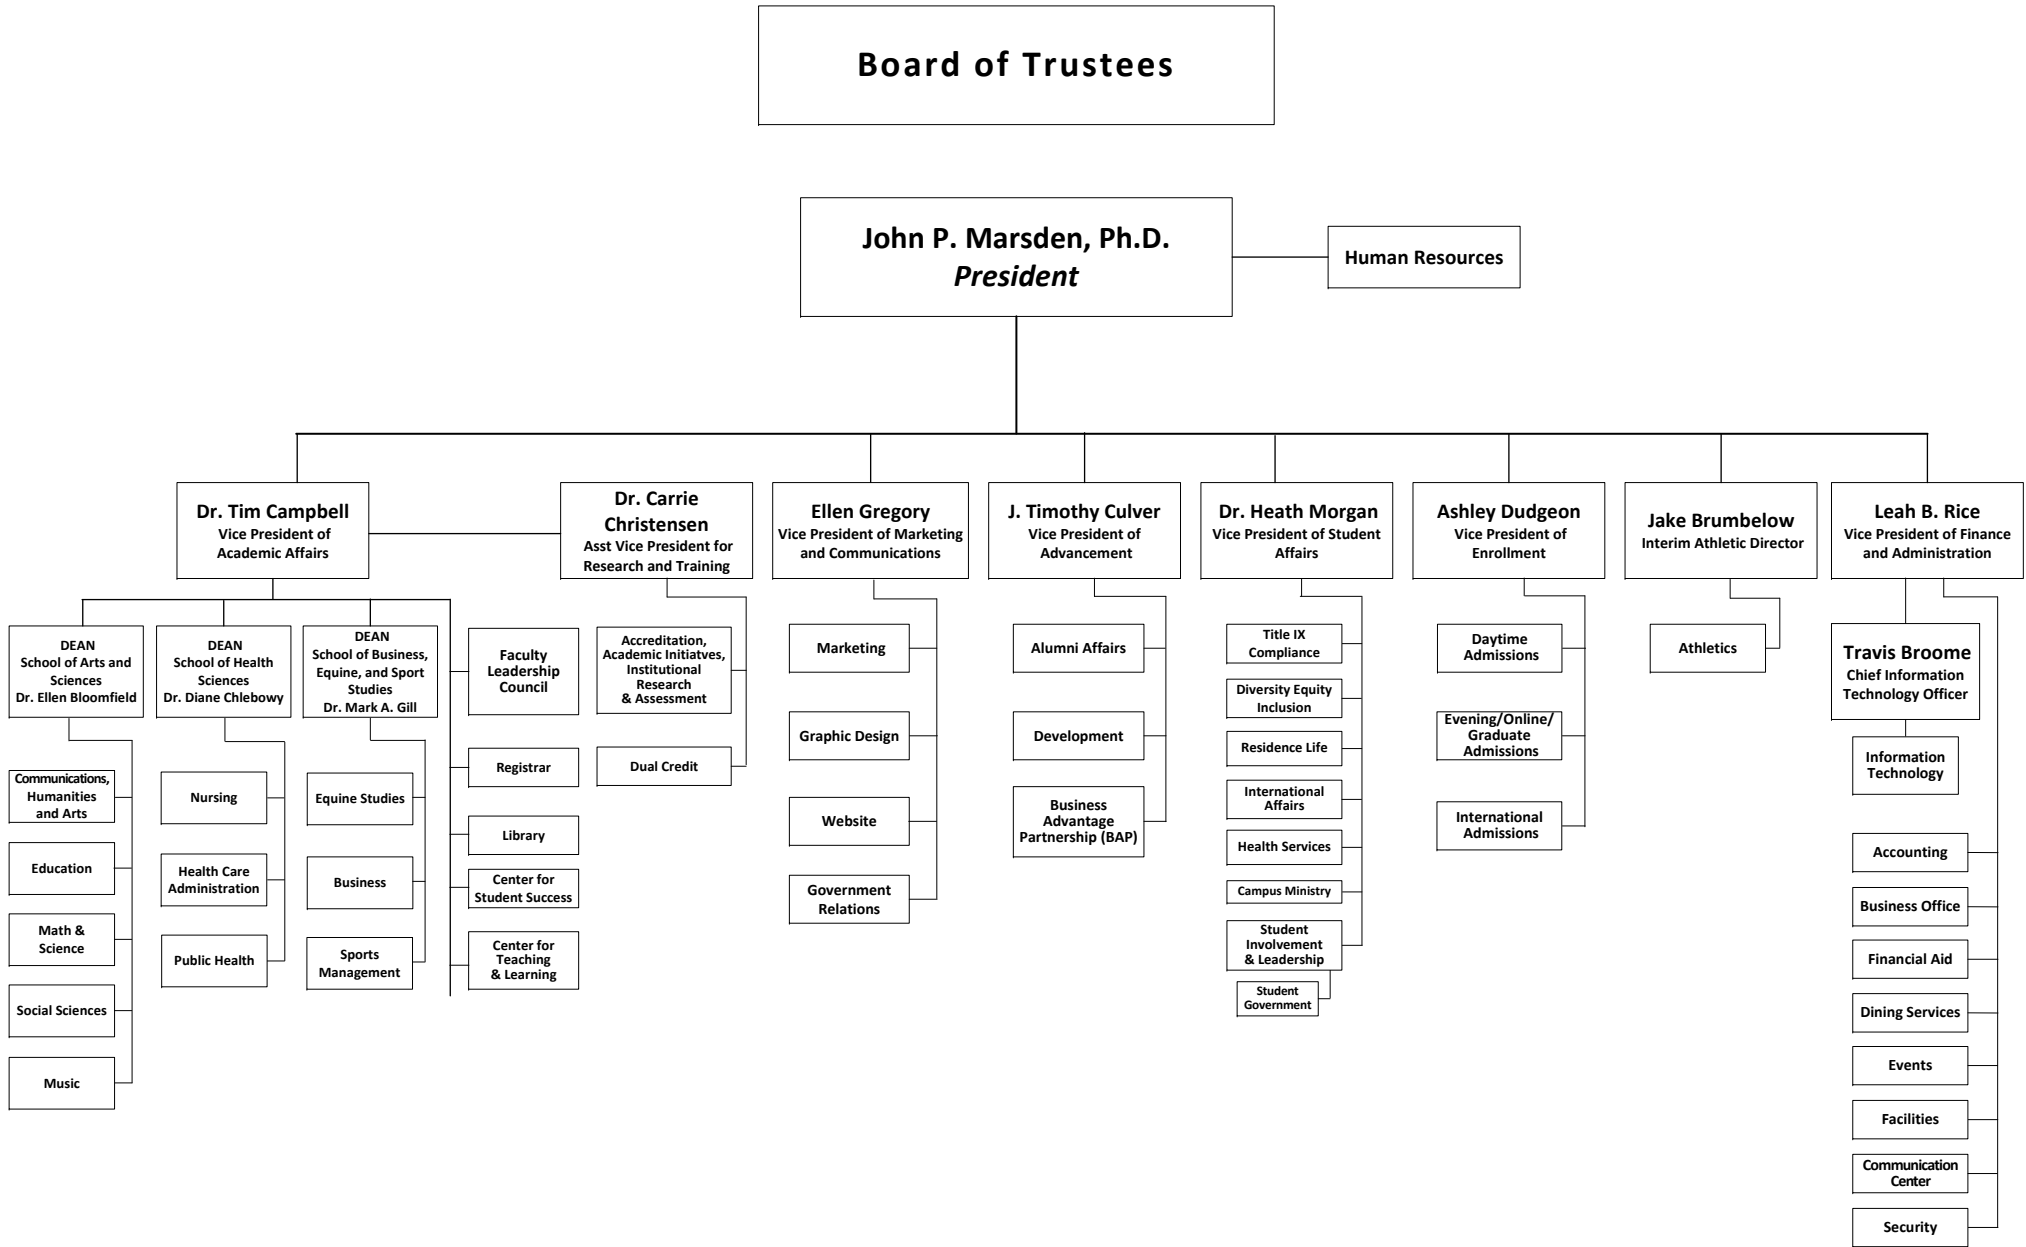 Board of Trustees
John P. Marsden, Ph.D.
President
Human Resources
Dr. Tim Campbell
Vice President of
Academic Affairs
Dr. Carrie
Christensen
Asst Vice President for
Research and Training
Ellen Gregory
Vice President of Marketing
and Communications
J. Timothy Culver
Vice President of
Advancement
Dr. Heath Morgan
Vice President of Student
Affairs
Ashley Dudgeon
Vice President of
Enrollment
Jake Brumbelow
Interim Athletic Director
Leah B. Rice
Vice President of Finance
and Administration
DEAN
School of Arts and
Sciences
Dr. Ellen Bloomfield
Communications,
Humanities
and Arts
Education
Math &
Science
Social Sciences
Music
DEAN
School of Health
Sciences
Dr. Diane Chlebowy
Nursing
Health Care
Administration
Public Health
DEAN
School of Business,
Equine, and Sport
Studies
Dr. Mark A. Gill
Equine Studies
Business
Sports
Management
Faculty
Leadership
Council
Registrar
Library
Center for
Student Success
Center for
Teaching
& Learning
Accreditation,
Academic Initiatves,
Institutional
Research
& Assessment
Dual Credit
Marketing
Graphic Design
Website
Government
Relations
Alumni Affairs
Development
Business
Advantage
Partnership (BAP)
Title IX
Compliance
Diversity Equity
Inclusion
Residence Life
International
Affairs
Health Services
Campus Ministry
Student
Involvement
& Leadership
Student
Government
Daytime
Admissions
Evening/Online/
Graduate
Admissions
International
Admissions
Athletics
Travis Broome
Chief Information
Technology Officer
Information
Technology
Accounting
Business Office
Financial Aid
Dining Services
Events
Facilities
Communication
Center
Security